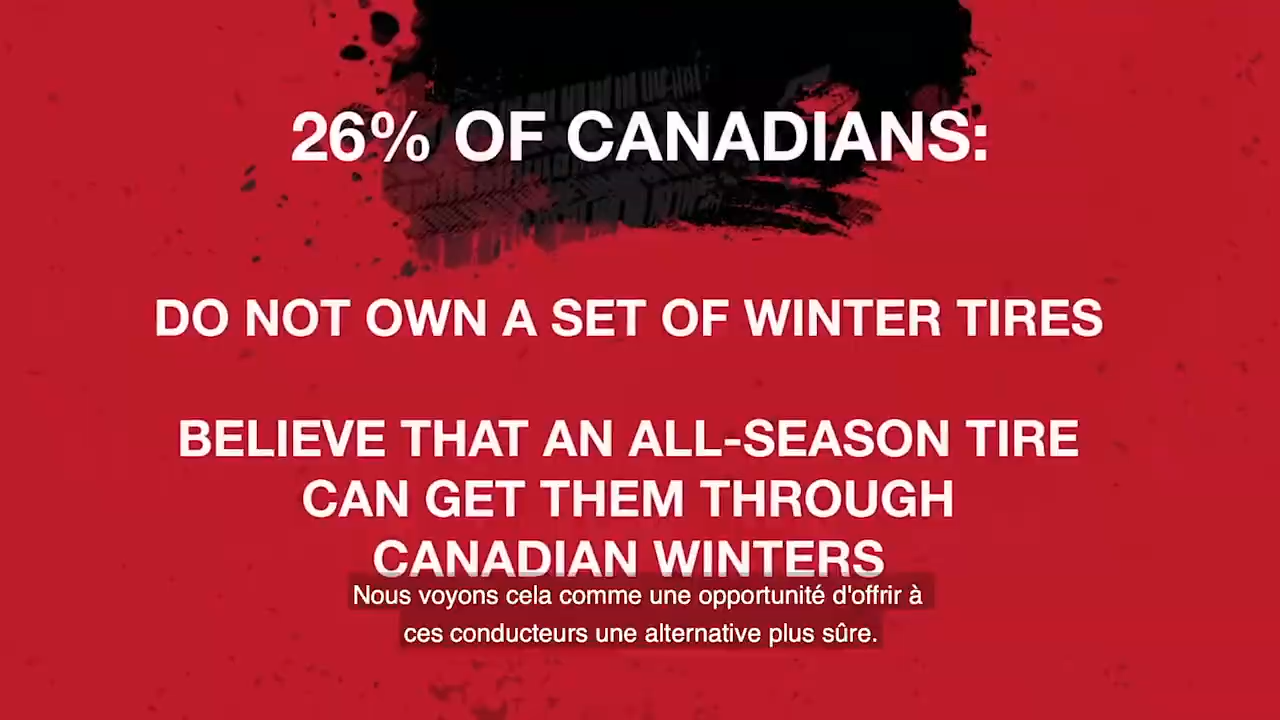 26% OF CANADIANS:
DO NOT OWN A SET OF WINTER TIRES
BELIEVE THAT AN ALL-SEASON TIRE
CAN GET THEM THROUGH
CANADIAN WINTERS
Nous voyons cela comme une opportunité d'offrir à
ces conducteurs une alternative plus sûre.